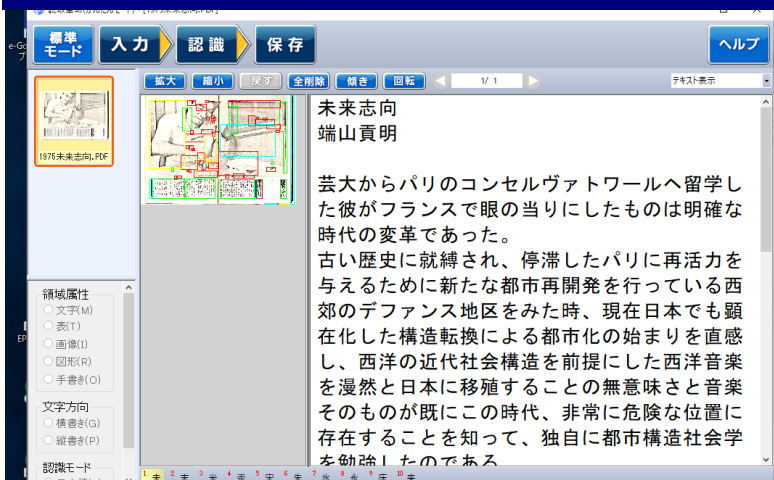 標準
モード
入力
認識
保存
ヘルプ
拡大
縮小
戻す
全削除
傾き
回転
1/ 1
テキスト表示
1975未来志向.PDF
未来志向
端山貢明
芸大からパリのコンセルヴァトワールへ留学し
た彼がフランスで眼の当りにしたものは明確な
時代の変革であった。
古い歴史に就縛され、停滞したパリに再活力を
与えるために新たな都市再開発を行っている西
郊のデファンス地区をみた時、現在日本でも顕
在化した構造転換による都市化の始まりを直感
し、西洋の近代社会構造を前提にした西洋音楽
を漫然と日本に移殖することの無意味さと音楽
そのものが既にこの時代、非常に危険な位置に
存在することを知って、独自に都市構造社会学
を勉強したのである
領域属性
文字(M)
表(T)
画像(I)
図形(R)
手書き(O)
文字方向
横書き(G)
縦書き(P)
認識モード